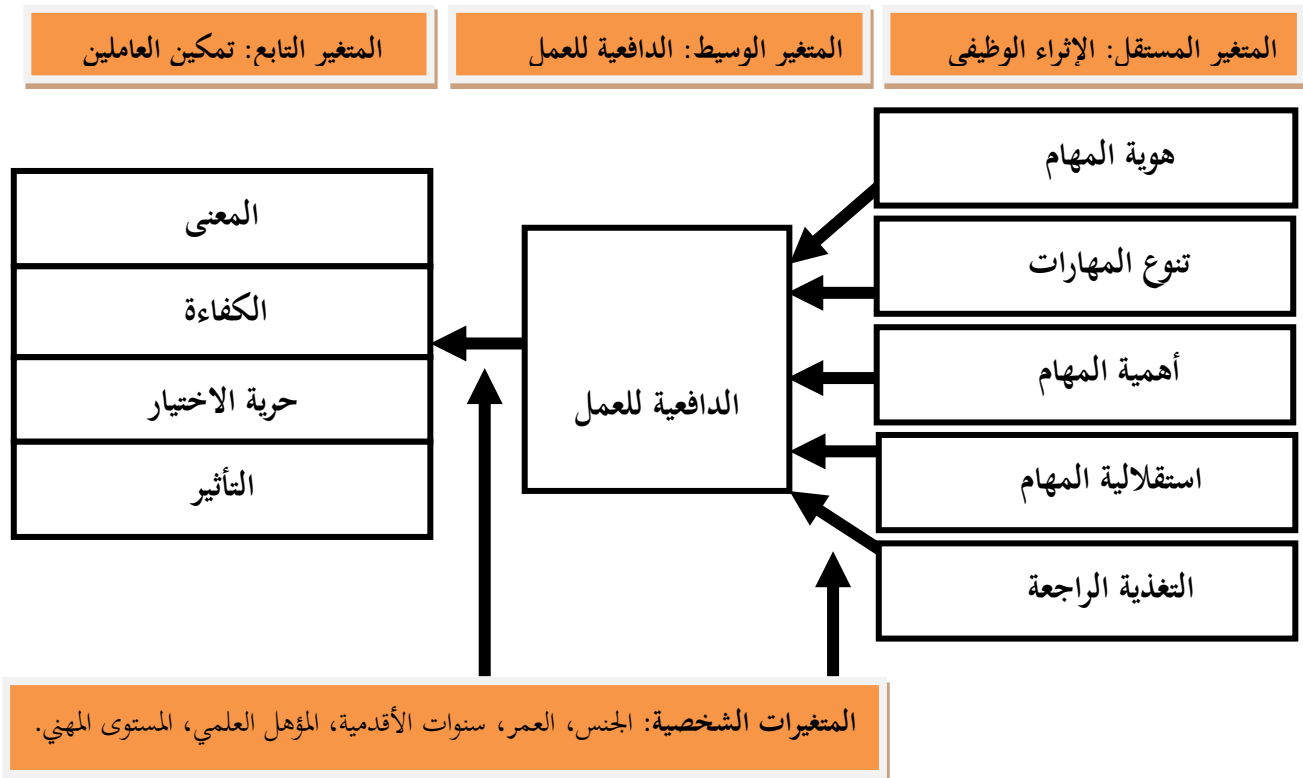 المتغير المستقل: الإثراء الوظيفي
المتغير الوسيط: الدافعية للعمل
المتغير التابع: تمكين العاملين
هوية المهام
تنوع المهارات
أهمية المهام
استقلالية المهام
التغذية الراجعة
الدافعية للعمل
المعنى
الكفاءة
حرية الاختيار
التأثير
المتغيرات الشخصية: الجنس، العمر، سنوات الأقدمية، المؤهل العلمي، المستوى المهني.